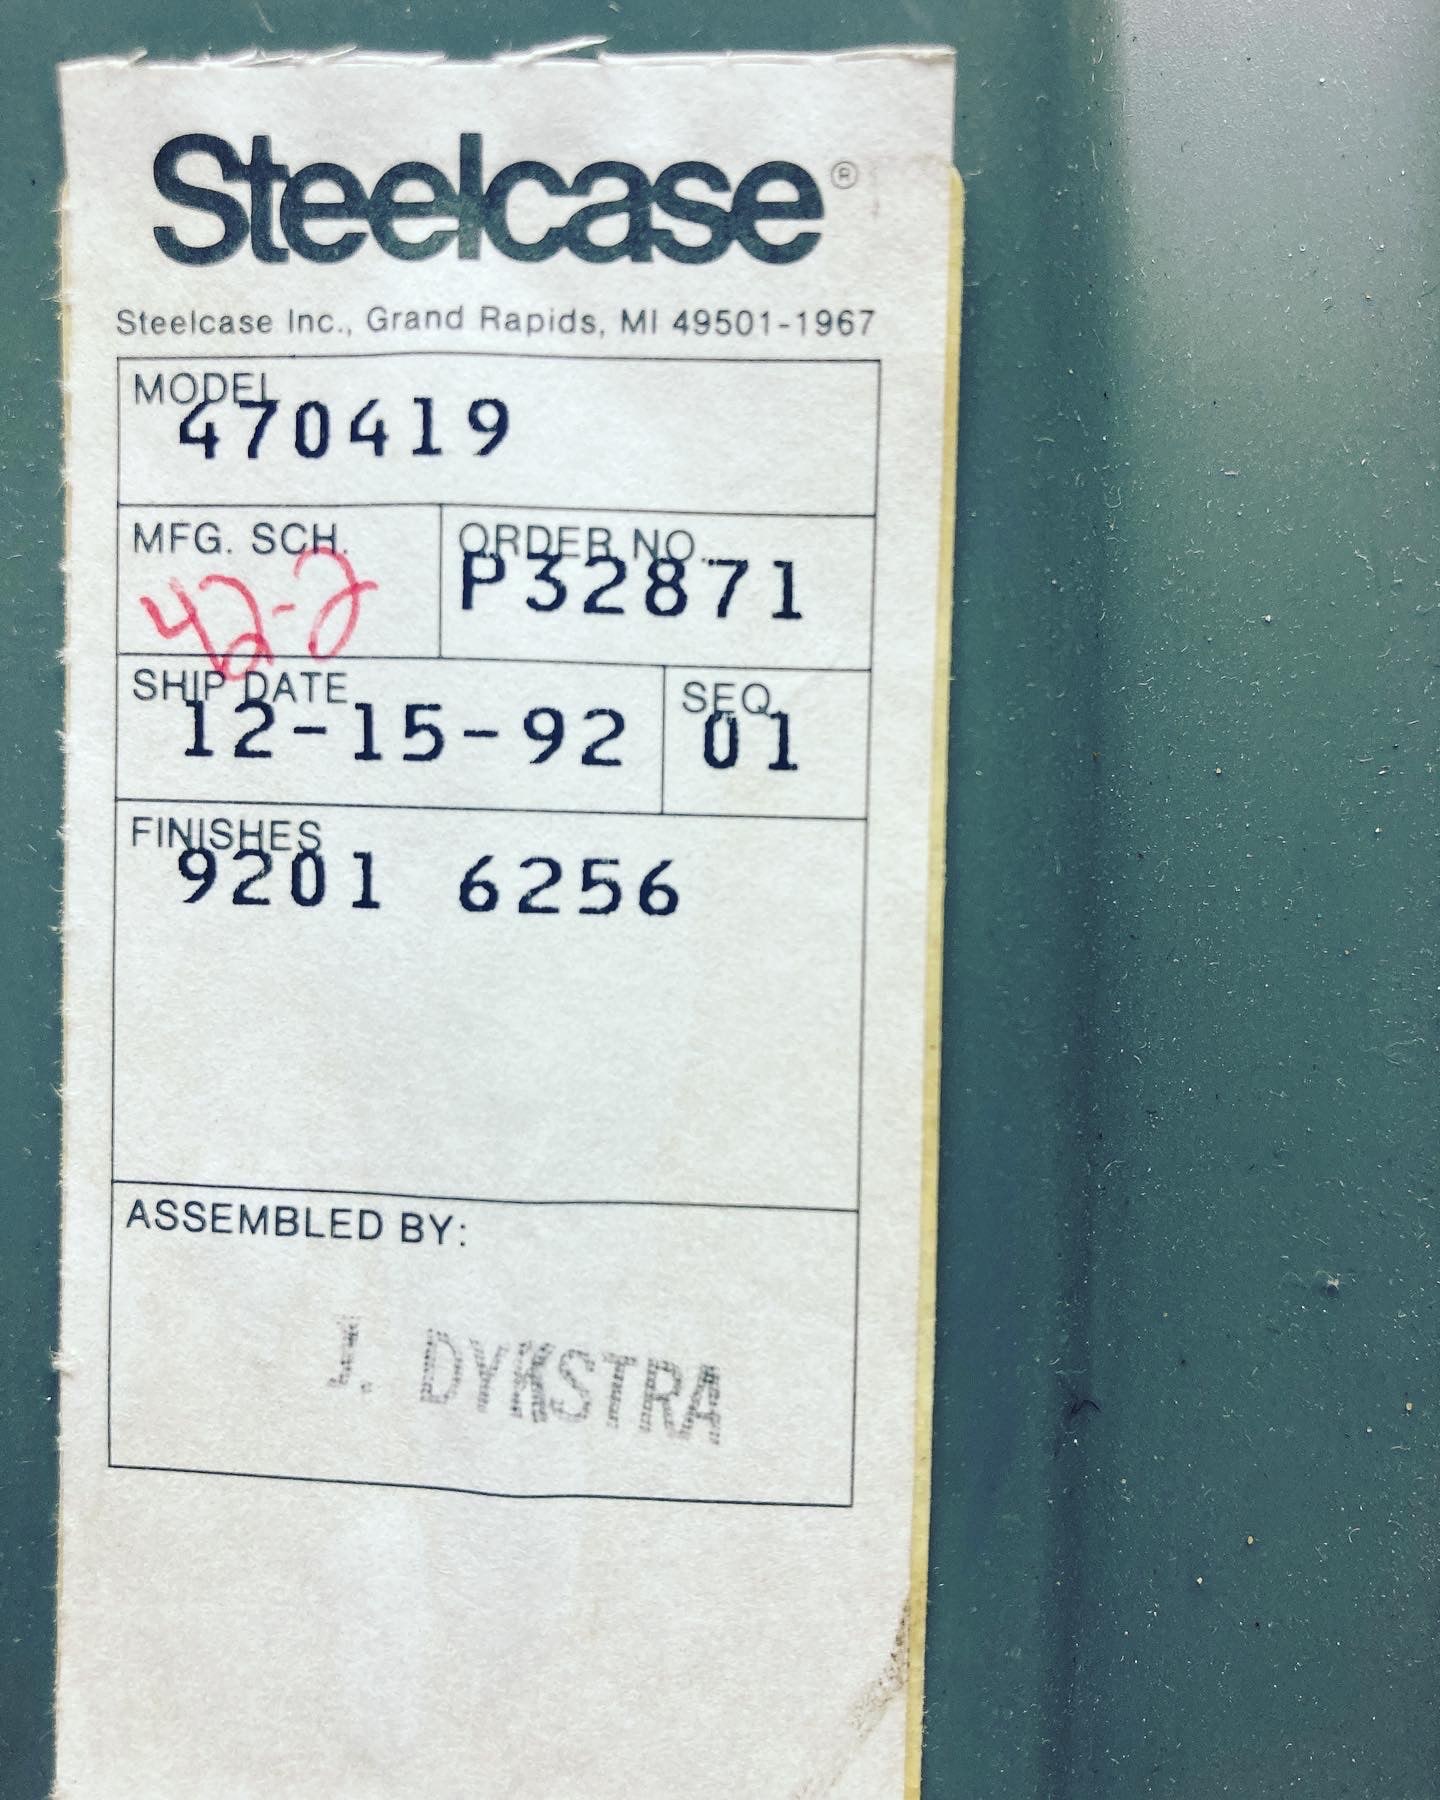 Steelcase®
Steelcase Inc., Grand Rapids, MI 49501-1967
MODEL
470419
MFG. SCH.
42-2
ORDER NO.
P32871
SHIP DATE
12-15-92
SEQ
01
FINISHES
9201 6256
ASSEMBLED BY:
J. DYKSTRA